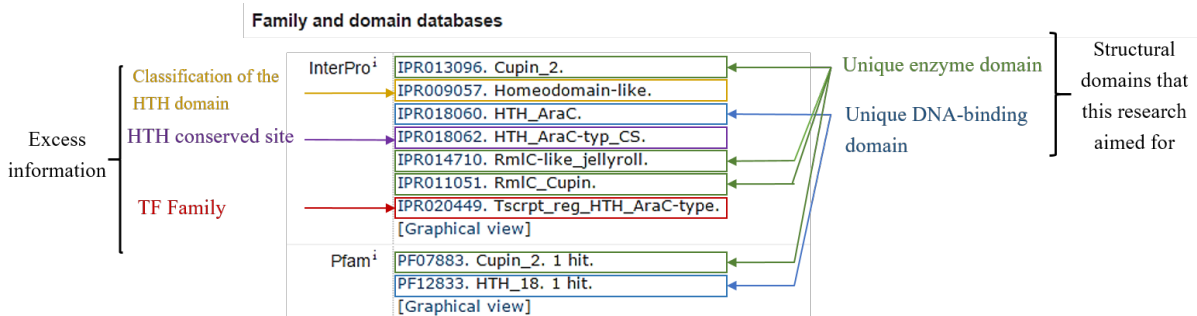 Family and domain databases
Excess
information
Classification of the
HTH domain
HTH conserved site
TF Family
InterProⁱ
IPR013096. Cupin_2.
IPR009057. Homeodomain-like.
IPR018060. HTH_AraC.
IPR018062. HTH_AraC-typ_CS.
IPR014710. RmlC-like_jellyroll.
IPR011051. RmlC_Cupin.
IPR020449. Tscrpt_reg_HTH_AraC-type.
[Graphical view]
Pfamⁱ
PF07883. Cupin_2. 1 hit.
PF12833. HTH_18. 1 hit.
[Graphical view]
Unique enzyme domain
Unique DNA-binding
domain
Structural
domains that
this research
aimed for